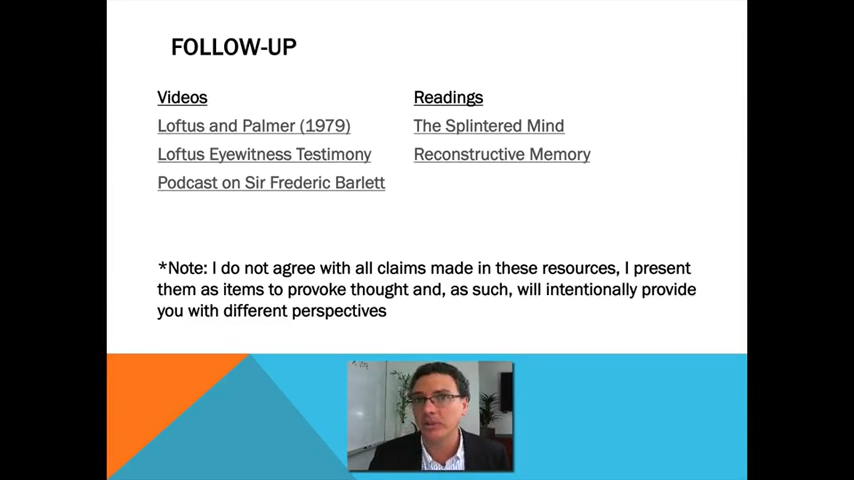 FOLLOW-UP
Videos
Loftus and Palmer (1979)
Loftus Eyewitness Testimony
Podcast on Sir Frederic Barlett
Readings
The Splintered Mind
Reconstructive Memory
*Note: I do not agree with all claims made in these resources, I present
them as items to provoke thought and, as such, will intentionally provide
you with different perspectives